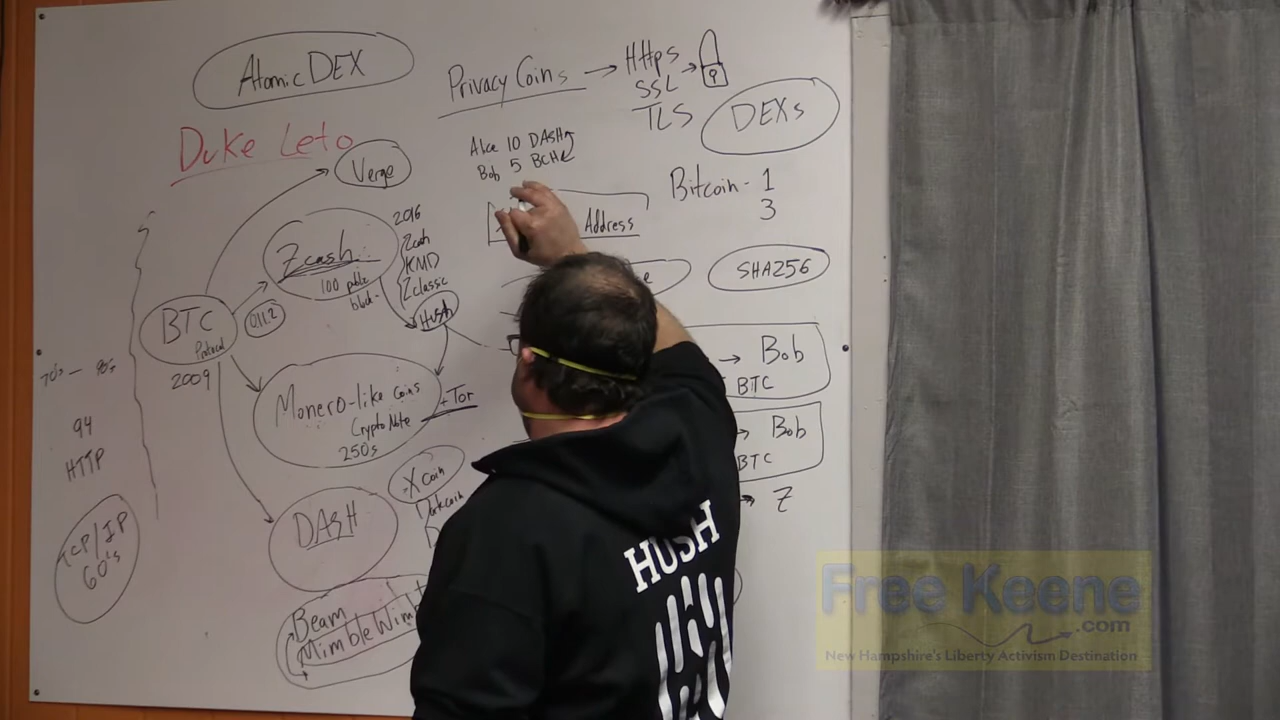 Atomic DEX
Privacy Coins → HTTps
SSL →
TLS
DEXs
Duke Leto
Alice 10 DASH
Bob 5 BCH
Verge
Bitcoin - 1
3
Address
Zcash
100 public
block-
2016
Zcash
KMD
Zclassic
Hush
SHA256
BTC
Protocol
2009
0.11.2
→ Bob
BTC
70's - 90's
94
HTTP
Monero-like Coins
CryptoNote
250s
+Tor
→ Bob
BTC
→ Z
XCoin
Darkcoin
DASH
TCP/IP
60's
Beam
HUSH
Free Keene
.com
New Hampshire's Liberty Activism Destination